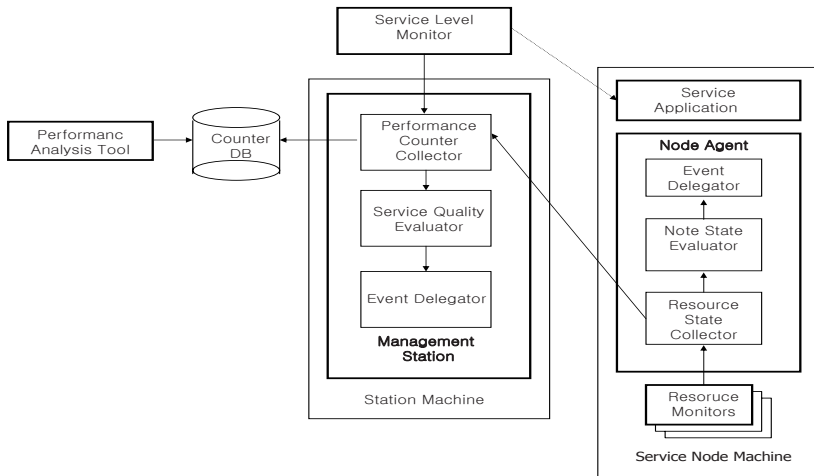 Service Level
Monitor
Service
Application
Performanc
Analysis Tool
Counter
DB
Performance
Counter
Collector
Service Quality
Evaluator
Event Delegator
Management
Station
Station Machine
Node Agent
Event
Delegator
Note State
Evaluator
Resource
State
Collector
Resoruce
Monitors
Service Node Machine